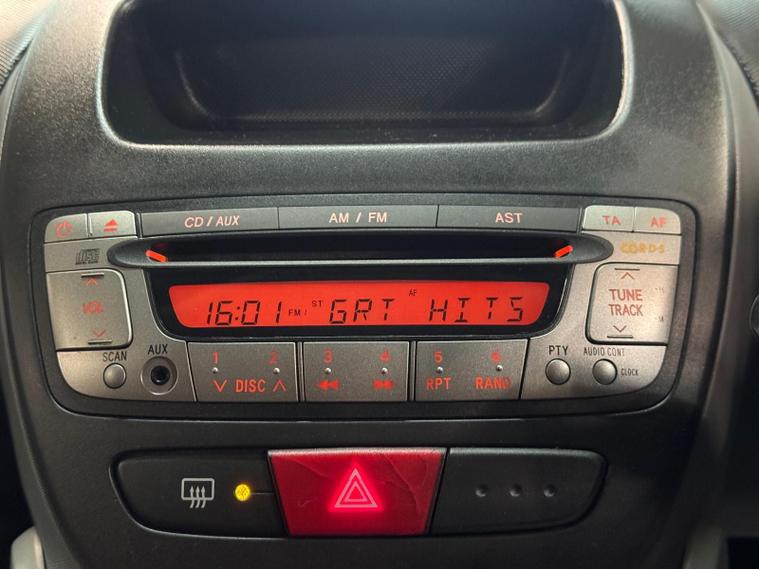 CD / AUX AM / FM AST TA AF
DISC
VOL TUNE
TRACK
AF
16:01 FM I ST GRT HITS
SCAN AUX 1 2 3 4 5 6 PTY AUDIO CONT
DISC RPT RAND CLOCK